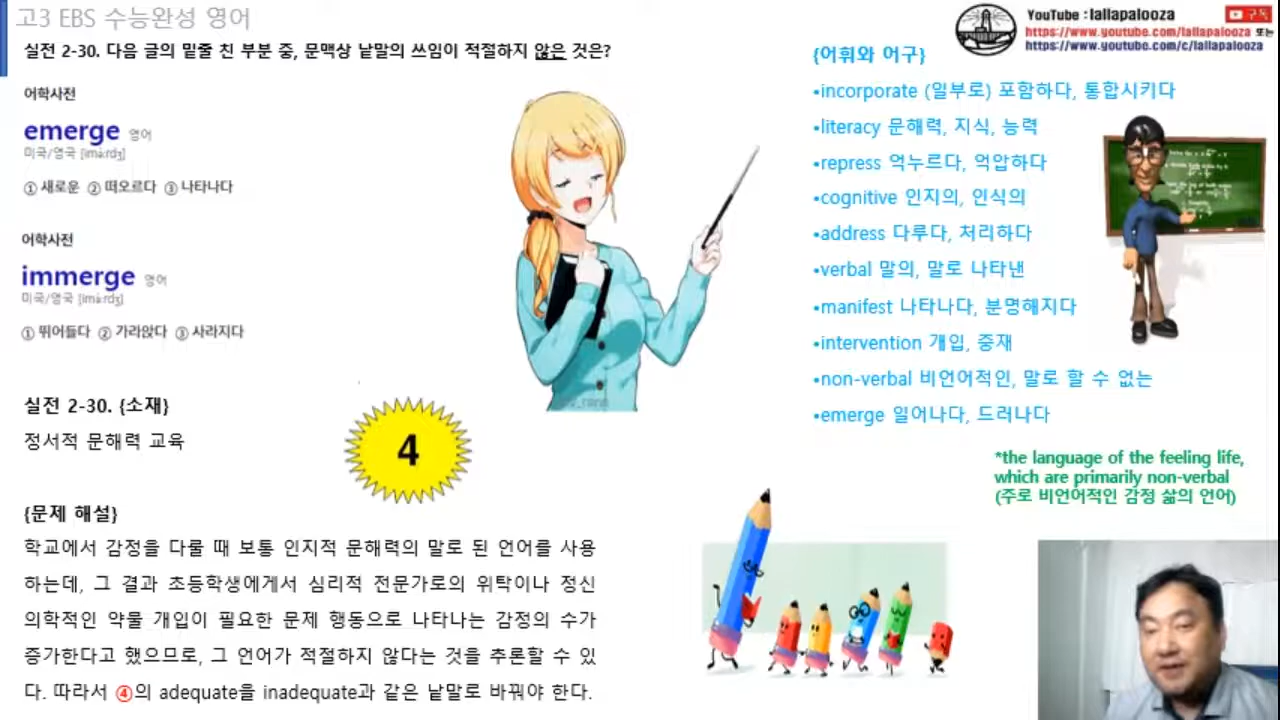 고3 EBS 수능완성 영어
실전 2-30. 다음 글의 밑줄 친 부분 중, 문맥상 낱말의 쓰임이 적절하지 않은 것은?
어학사전
emerge 영어
미국/영국 [imə́ːrdʒ]
① 새로운 ② 떠오르다 ③ 나타나다
어학사전
immerge 영어
미국/영국 [imə́ːrdʒ]
① 뛰어들다 ② 가라앉다 ③ 사라지다
실전 2-30. {소재}
정서적 문해력 교육
4
{문제 해설}
학교에서 감정을 다룰 때 보통 인지적 문해력의 말로 된 언어를 사용
하는데, 그 결과 초등학생에게서 심리적 전문가로의 위탁이나 정신
의학적인 약물 개입이 필요한 문제 행동으로 나타나는 감정의 수가
증가한다고 했으므로, 그 언어가 적절하지 않다는 것을 추론할 수 있
다. 따라서 ④의 adequate을 inadequate과 같은 낱말로 바꿔야 한다.
YouTube : lallapalooza
구독
https://www.youtube.com/lallapalooza 또는
https://www.youtube.com/c/lallapalooza
{어휘와 어구}
•incorporate (일부로) 포함하다, 통합시키다
•literacy 문해력, 지식, 능력
•repress 억누르다, 억압하다
•cognitive 인지의, 인식의
•address 다루다, 처리하다
•verbal 말의, 말로 나타낸
•manifest 나타나다, 분명해지다
•intervention 개입, 중재
•non-verbal 비언어적인, 말로 할 수 없는
•emerge 일어나다, 드러나다
*the language of the feeling life,
which are primarily non-verbal
(주로 비언어적인 감정 삶의 언어)